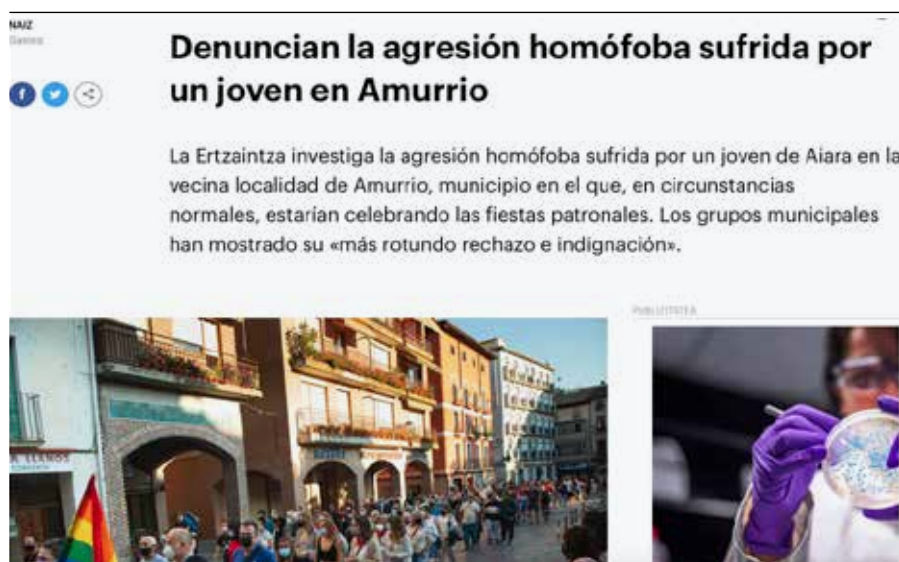 NAIZ
Denuncian la agresión homófoba sufrida por
un joven en Amurrio
La Ertzaintza investiga la agresión homófoba sufrida por un joven de Aiara en la
vecina localidad de Amurrio, municipio en el que, en circunstancias
normales, estarían celebrando las fiestas patronales. Los grupos municipales
han mostrado su «más rotundo rechazo e indignación».
PUBLIZITATEA
LLANOS